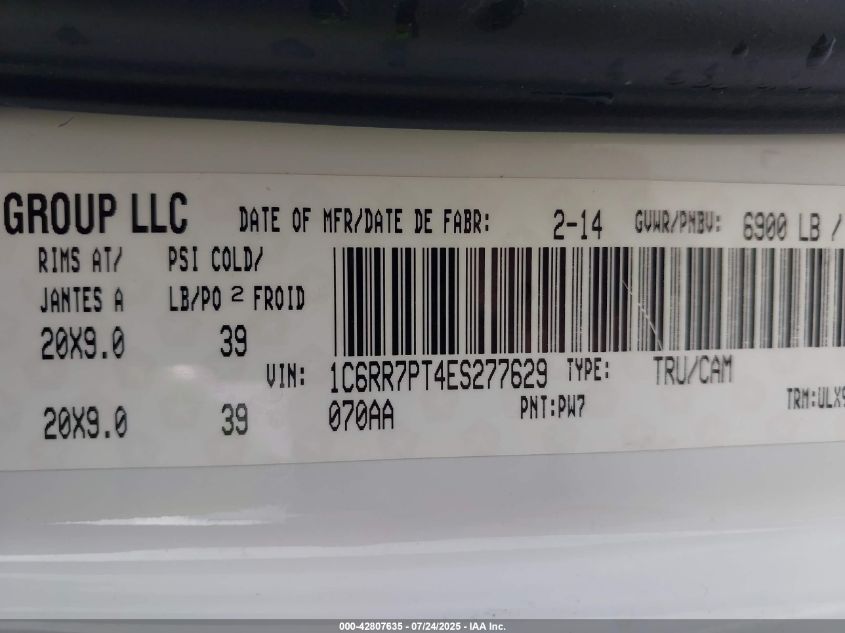 GROUP LLC DATE OF MFR/DATE DE FABR: 2-14 GVWR/PNBV: 6900 LB /
RIMS AT/ PSI COLD/
JANTES A LB/PO 2 FROID
20X9.0 39
VIN: 1C6RR7PT4ES277629 TYPE: TRU/CAM
20X9.0 39 070AA PNT:PW7 TRM:ULX9
000-42807635 - 07/24/2025 - IAA Inc.